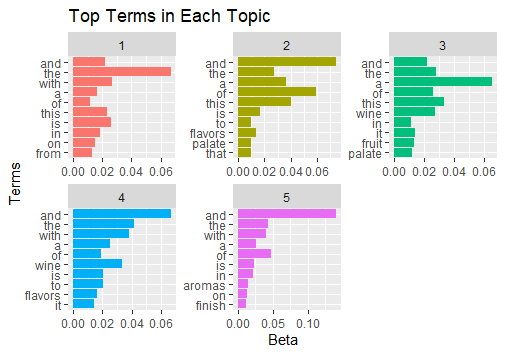 Top Terms in Each Topic
1
and
the
with
a
of
this
is
in
on
from
0.00 0.02 0.04 0.06
2
and
the
a
of
this
is
to
flavors
palate
that
0.00 0.02 0.04 0.06
3
and
the
a
of
this
wine
in
it
fruit
palate
0.00 0.02 0.04 0.06
4
and
the
with
a
of
wine
is
to
flavors
it
0.00 0.02 0.04 0.06
5
and
the
with
a
of
is
in
aromas
on
finish
0.00 0.05 0.10
Terms
Beta